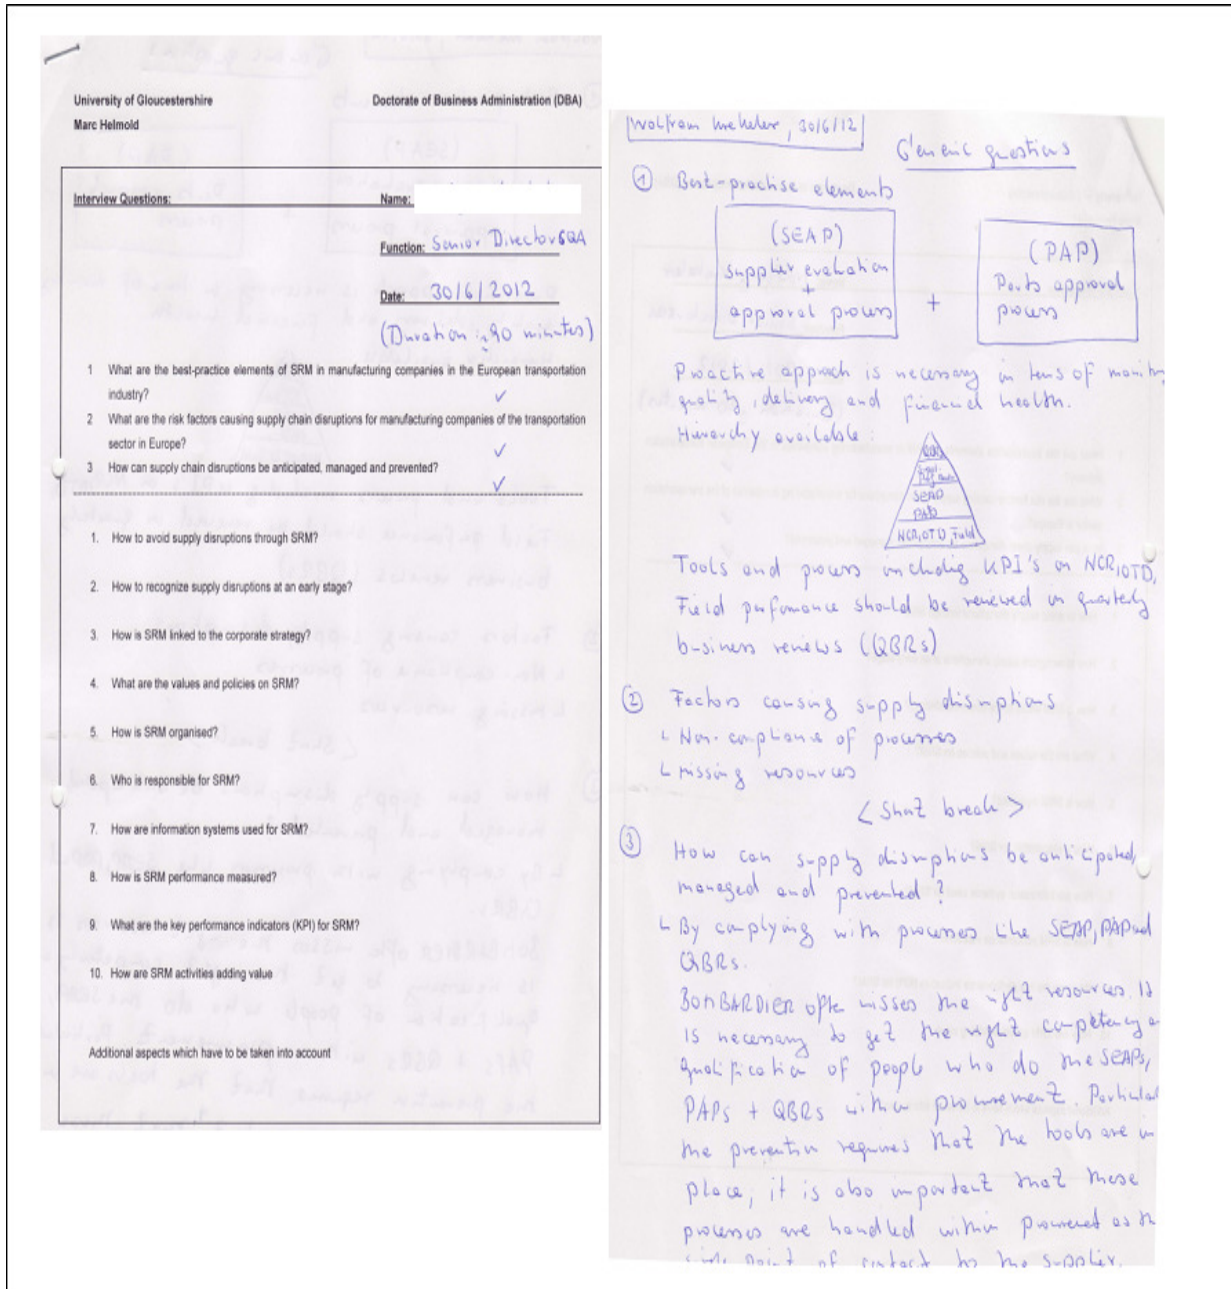 University of Gloucestershire Doctorate of Business Administration (DBA)
Marc Helmold
Interview Questions: Name:
Function: Senior Director SQA
Date: 30/6/2012
(Duration: 90 minutes)
1 What are the best-practice elements of SRM in manufacturing companies in the European transportation
industry? ✓
2 What are the risk factors causing supply chain disruptions for manufacturing companies of the transportation
sector in Europe? ✓
3 How can supply chain disruptions be anticipated, managed and prevented? ✓
1. How to avoid supply disruptions through SRM?
2. How to recognize supply disruptions at an early stage?
3. How is SRM linked to the corporate strategy?
4. What are the values and policies on SRM?
5. How is SRM organised?
6. Who is responsible for SRM?
7. How are information systems used for SRM?
8. How is SRM performance measured?
9. What are the key performance indicators (KPI) for SRM?
10. How are SRM activities adding value
Additional aspects which have to be taken into account
Wolfram, 30/6/12
Generic questions
① Best-practise elements
(SEAP)
supplier evaluation
+
approval process
+
(PAP)
Parts approval
process
Proactive approach is necessary in terms of
quality, delivery and financial health.
Hierarchy available:
QBR
SEAP
PAP
NCR, OTD, Field
Tools and process including KPI's on NCR, OTD,
Field performance should be reviewed in quarterly
business reviews (QBRs)
② Factors causing supply disruptions
Non-compliance of processes
missing resources
< Short break >
③ How can supply disruptions be anticipated,
managed and prevented?
By complying with processes like SEAP, PAP and
QBRs.
BOMBARDIER often misses the right resources. It
is necessary to get the right competency
qualification of people who do the SEAPs,
PAPs + QBRs within procurement.
the prevention requires that the tools are in
place, it is also important that these
processes are handled within as
point of contact to the supplier.